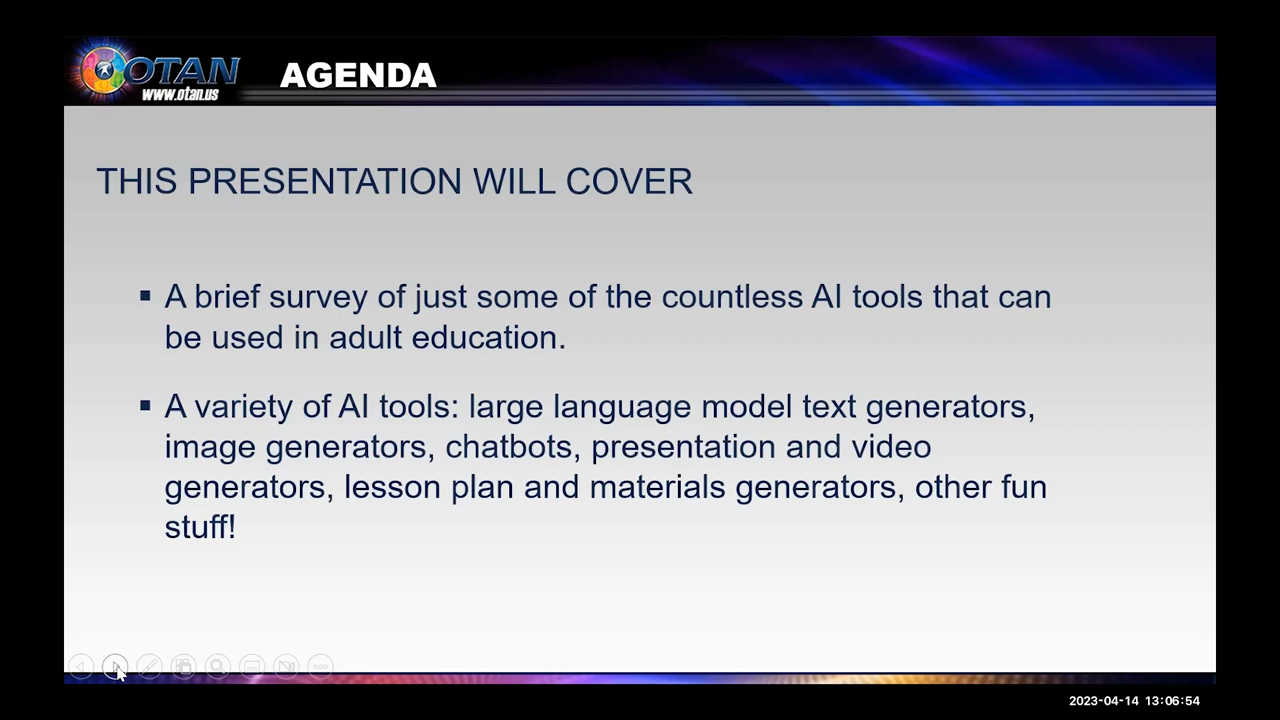 OTAN
www.otan.us
AGENDA
THIS PRESENTATION WILL COVER
▪ A brief survey of just some of the countless AI tools that can
be used in adult education.
▪ A variety of AI tools: large language model text generators,
image generators, chatbots, presentation and video
generators, lesson plan and materials generators, other fun
stuff!
2023-04-14 13:06:54